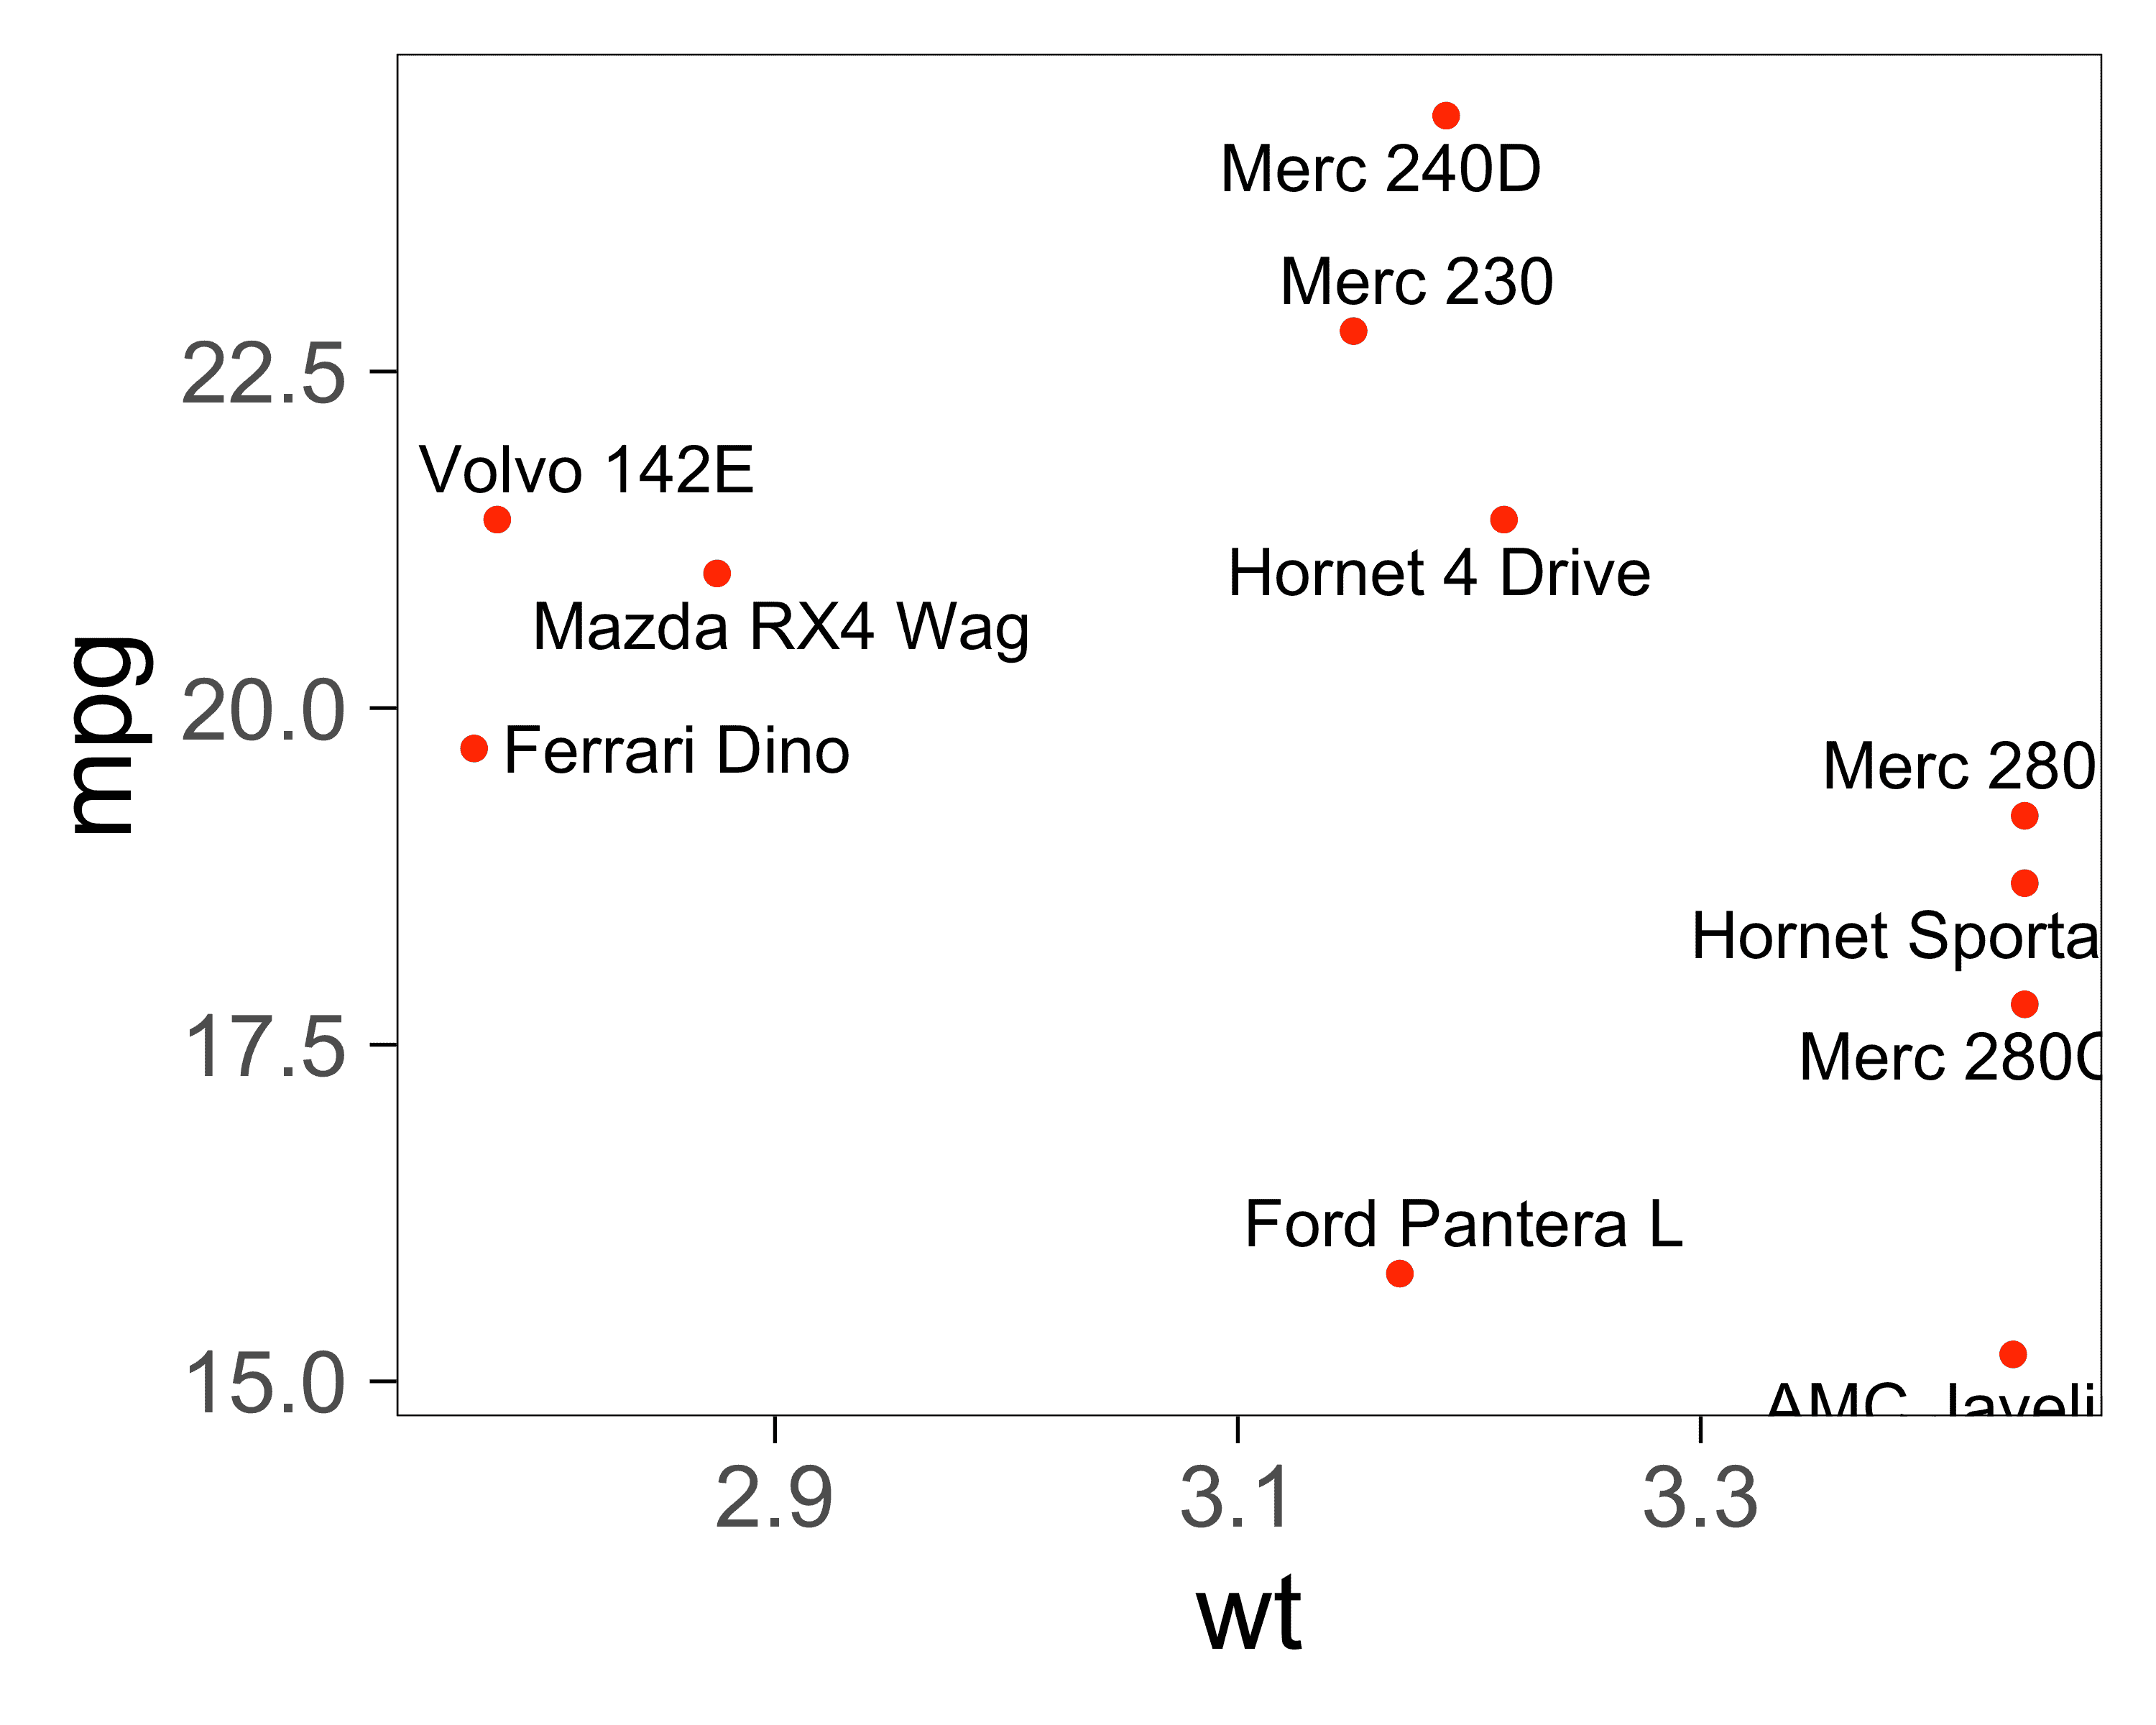 Merc 240D
Merc 230
22.5
Volvo 142E
Hornet 4 Drive
Mazda RX4 Wag
mpg
20.0
Ferrari Dino
Merc 280
Hornet Sporta
17.5
Merc 280C
Ford Pantera L
15.0
AMC Javeli
2.9 3.1 3.3
wt